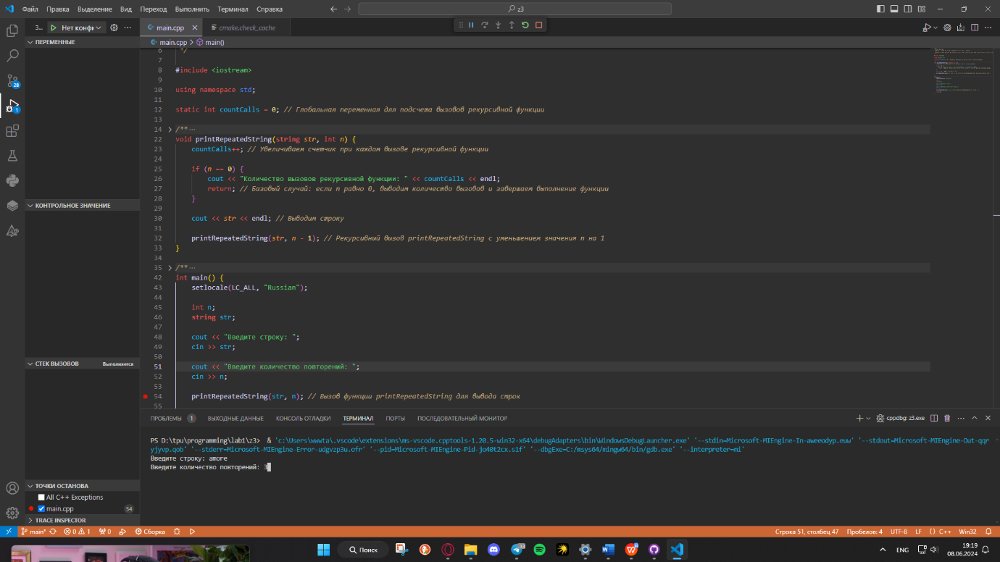 Файл Правка Выделение Вид Переход Выполнить Терминал Справка
z3
З... Нет конфи
main.cpp
cmake.check_cache
ПЕРЕМЕННЫЕ
main.cpp > main()
6 */
7
8 #include <iostream>
9
10 using namespace std;
11
12 static int countCalls = 0; // Глобальная переменная для подсчета вызовов рекурсивной функции
13
14 /**···
22 void printRepeatedString(string str, int n) {
23 countCalls++; // Увеличиваем счетчик при каждом вызове рекурсивной функции
24
25 if (n == 0) {
26 cout << "Количество вызовов рекурсивной функции: " << countCalls << endl;
27 return; // Базовый случай: если n равно 0, выводим количество вызовов и завершаем выполнение функции
28 }
29
30 cout << str << endl; // Выводим строку
31
32 printRepeatedString(str, n - 1); // Рекурсивный вызов printRepeatedString с уменьшением значения n на 1
33 }
34
35 /**···
42 int main() {
43 setlocale(LC_ALL, "Russian");
44
45 int n;
46 string str;
47
48 cout << "Введите строку: ";
49 cin >> str;
50
51 cout << "Введите количество повторений: ";
52 cin >> n;
53
54 printRepeatedString(str, n); // Вызов функции printRepeatedString для вывода строк
55
28
1
КОНТРОЛЬНОЕ ЗНАЧЕНИЕ
СТЕК ВЫЗОВОВ Выполняется
ТОЧКИ ОСТАНОВА
All C++ Exceptions
main.cpp 54
TRACE INSPECTOR
ПРОБЛЕМЫ 1 ВЫХОДНЫЕ ДАННЫЕ КОНСОЛЬ ОТЛАДКИ ТЕРМИНАЛ ПОРТЫ ПОСЛЕДОВАТЕЛЬНЫЙ МОНИТОР
cppdbg: z3.exe
PS D:\tpu\programming\lab1\z3> & 'c:\Users\wwwta\.vscode\extensions\ms-vscode.cpptools-1.20.5-win32-x64\debugAdapters\bin\WindowsDebugLauncher.exe' '--stdin=Microsoft-MIEngine-In-aweeodyp.euw' '--stdout=Microsoft-MIEngine-Out-qqr
yjyvp.qob' '--stderr=Microsoft-MIEngine-Error-udgvzp3u.ofr' '--pid=Microsoft-MIEngine-Pid-jo40t2cx.s1f' '--dbgExe=C:/msys64/mingw64/bin/gdb.exe' '--interpreter=mi'
Введите строку: amore
Введите количество повторений: 3
main* 0 1 0 Сборка
Строка 51, столбец 47 Пробелов: 4 UTF-8 LF {} C++ Win32
Поиск
ENG
19:19
08.06.2024